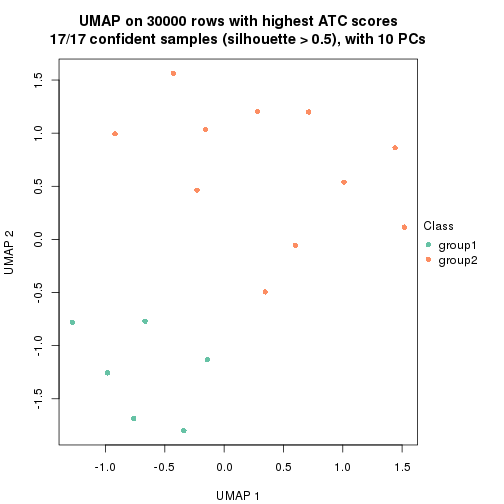 UMAP on 30000 rows with highest ATC scores
17/17 confident samples (silhouette > 0.5), with 10 PCs
1.5
1.0
0.5
0.0
-0.5
-1.0
-1.5
UMAP 2
Class
group1
group2
-1.0 -0.5 0.0 0.5 1.0 1.5
UMAP 1